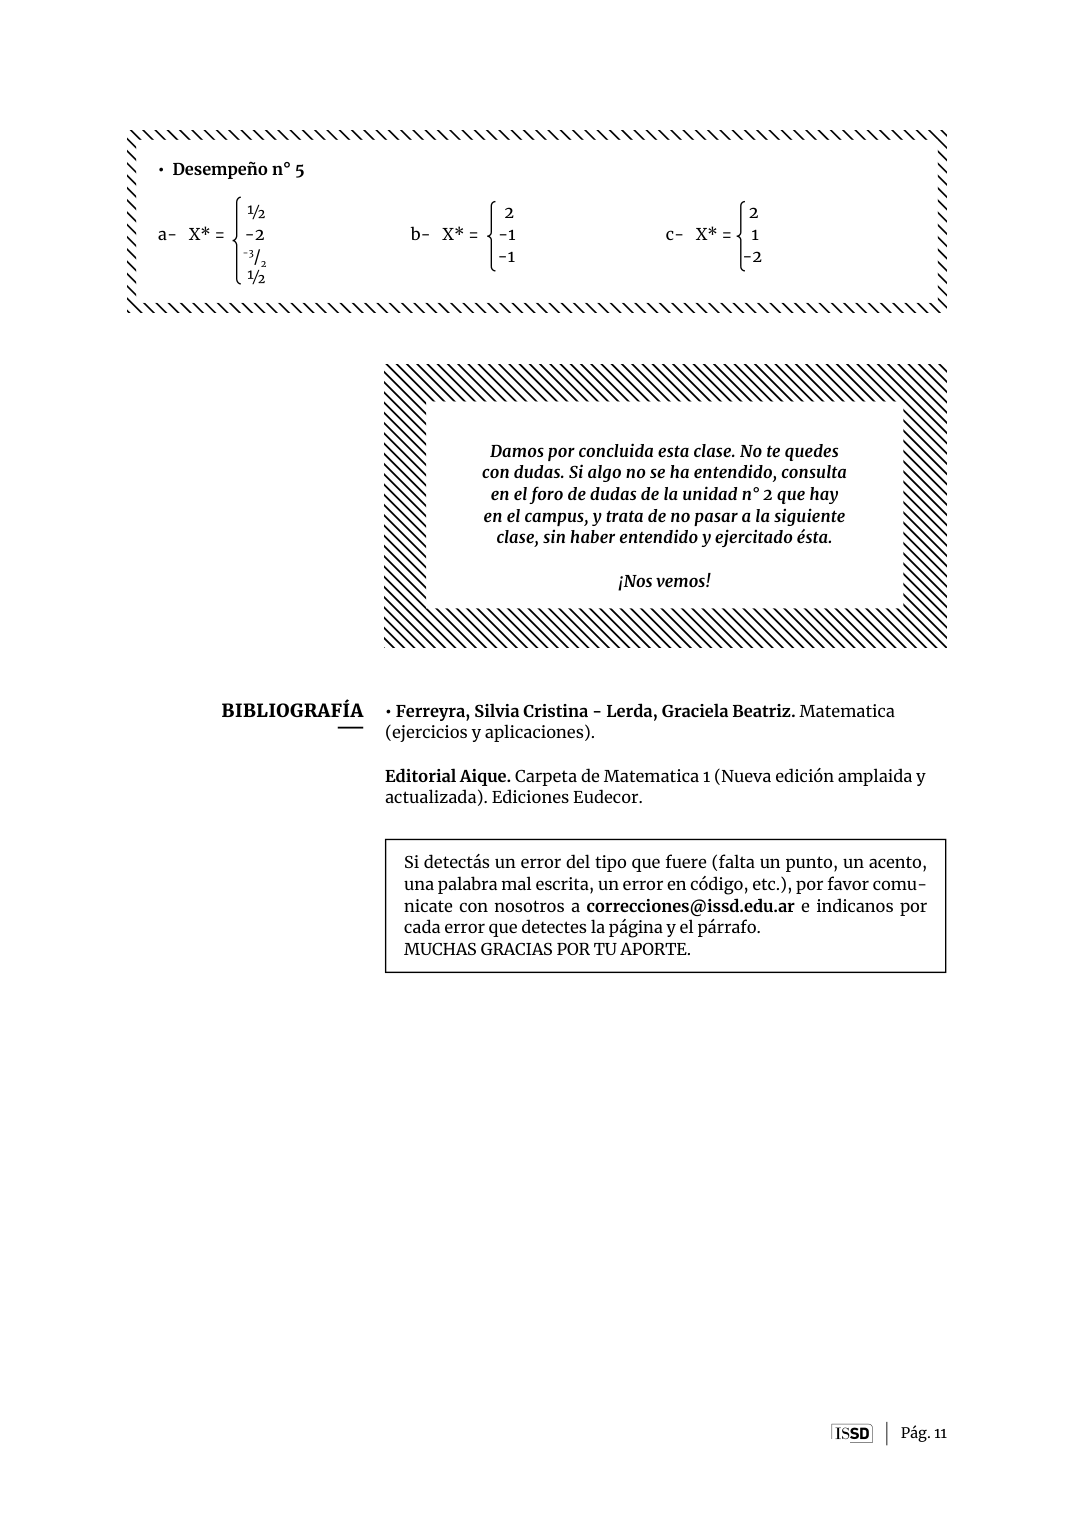 • Desempeño n° 5
1/2 2 2
a- X* = -2 b- X* = -1 c- X* = 1
-3/2 -1 -2
1/2
Damos por concluida esta clase. No te quedes
con dudas. Si algo no se ha entendido, consulta
en el foro de dudas de la unidad n° 2 que hay
en el campus, y trata de no pasar a la siguiente
clase, sin haber entendido y ejercitado ésta.
¡Nos vemos!
BIBLIOGRAFÍA • Ferreyra, Silvia Cristina - Lerda, Graciela Beatriz. Matematica
(ejercicios y aplicaciones).
Editorial Aique. Carpeta de Matematica 1 (Nueva edición amplaida y
actualizada). Ediciones Eudecor.
Si detectás un error del tipo que fuere (falta un punto, un acento,
una palabra mal escrita, un error en código, etc.), por favor comu-
nicate con nosotros a correcciones@issd.edu.ar e indicanos por
cada error que detectes la página y el párrafo.
MUCHAS GRACIAS POR TU APORTE.
ISSD Pág. 11